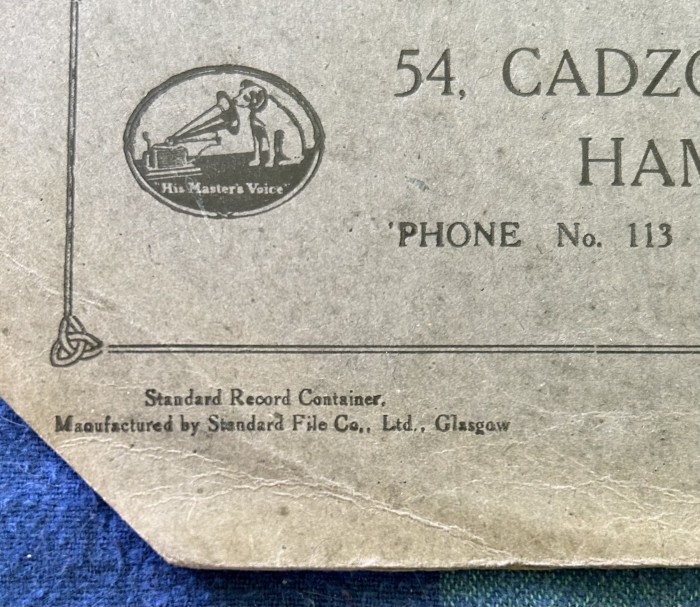 54, CADZO
HAM
'PHONE No. 113
"His Master's Voice"
Standard Record Container,
Manufactured by Standard File Co., Ltd., Glasgow